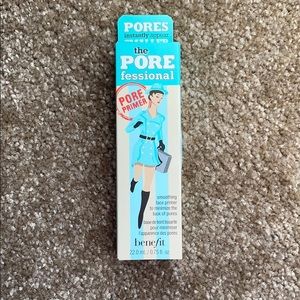 PORES
instantly appear
the
PORE
fessional
PORE
PRIMER
smoothing
face primer
to minimize the
look of pores
base de teint lissante
pour minimiser
l'apparence des pores
benefit
22.0 mL / 0.75 fl. oz